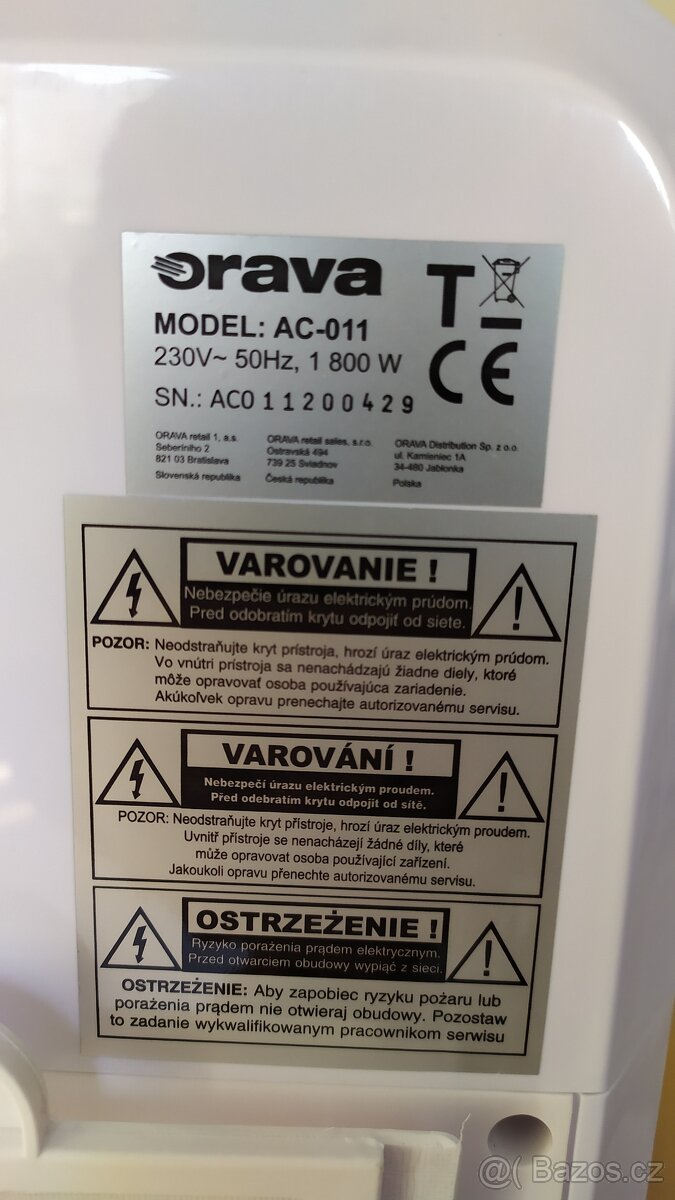 orava
MODEL: AC-011
230V~ 50Hz, 1 800 W
SN.: AC011200429
T
CE
ORAVA retail 1, a.s.
Seberíniho 2
821 03 Bratislava
Slovenská republika
ORAVA retail sales, s.r.o.
Ostravská 494
739 25 Sviadnov
Česká republika
ORAVA Distribution Sp. z o.o.
ul. Kamieniec 1A
34-480 Jabłonka
Polska
VAROVANIE !
Nebezpečie úrazu elektrickým prúdom.
Pred odobratím krytu odpojiť od siete.
POZOR: Neodstraňujte kryt prístroja, hrozí úraz elektrickým prúdom.
Vo vnútri prístroja sa nenachádzajú žiadne diely, ktoré
môže opravovať osoba používajúca zariadenie.
Akúkoľvek opravu prenechajte autorizovanému servisu.
VAROVÁNÍ !
Nebezpečí úrazu elektrickým proudem.
Před odebratím krytu odpojit od sítě.
POZOR: Neodstraňujte kryt přístroje, hrozí úraz elektrickým proudem.
Uvnitř přístroje se nenacházejí žádné díly, které
může opravovat osoba používající zařízení.
Jakoukoli opravu přenechte autorizovanému servisu.
OSTRZEŻENIE !
Ryzyko porażenia prądem elektrycznym.
Przed otwarciem obudowy wypiąć z sieci.
OSTRZEŻENIE: Aby zapobiec ryzyku pożaru lub
porażenia prądem nie otwieraj obudowy. Pozostaw
to zadanie wykwalifikowanym pracownikom serwisu
@( Bazoš.cz